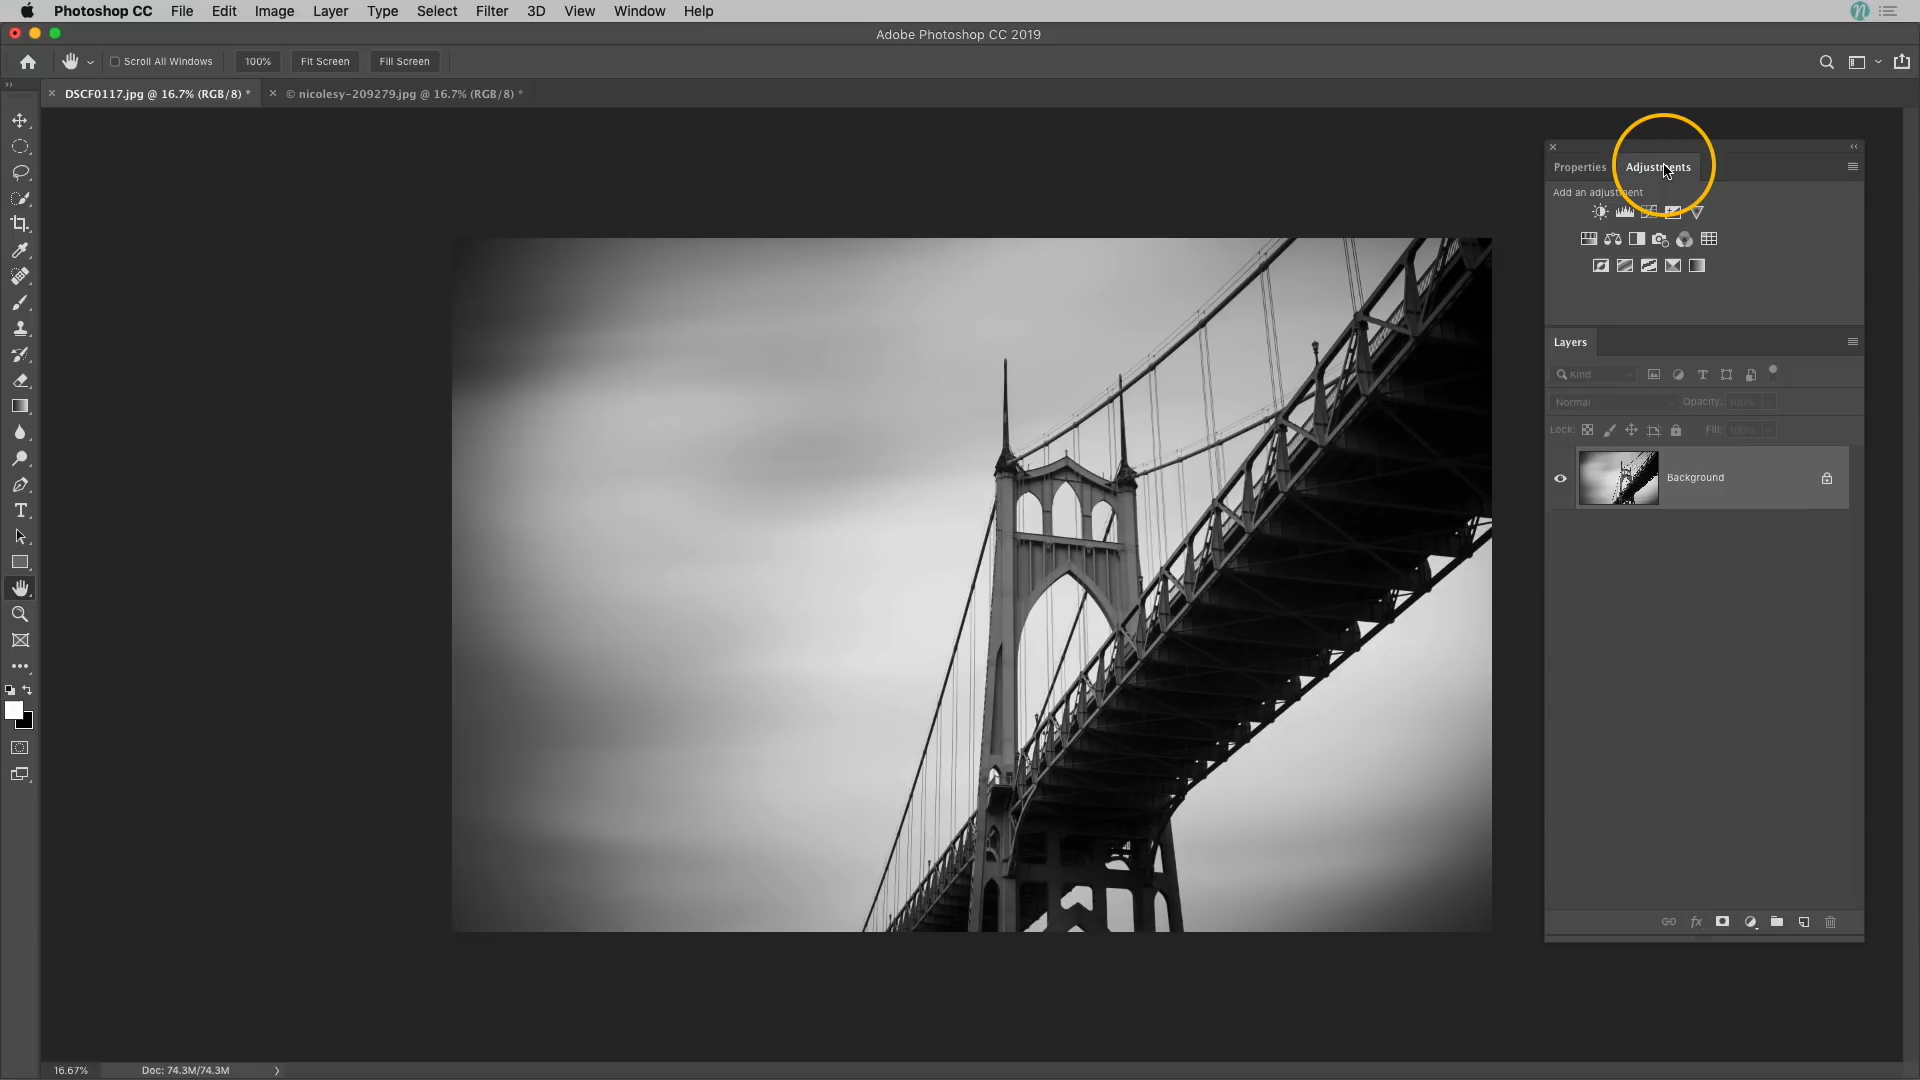 Photoshop CC File Edit Image Layer Type Select Filter 3D View Window Help
Adobe Photoshop CC 2019
Scroll All Windows 100% Fit Screen Fill Screen
DSCF0117.jpg @ 16.7% (RGB/8) * © nicolesy-209279.jpg @ 16.7% (RGB/8) *
Properties Adjustments
Add an adjustment
Layers
Kind
Normal Opacity: 100%
Lock: Fill: 100%
Background
fx
16.67% Doc: 74.3M/74.3M